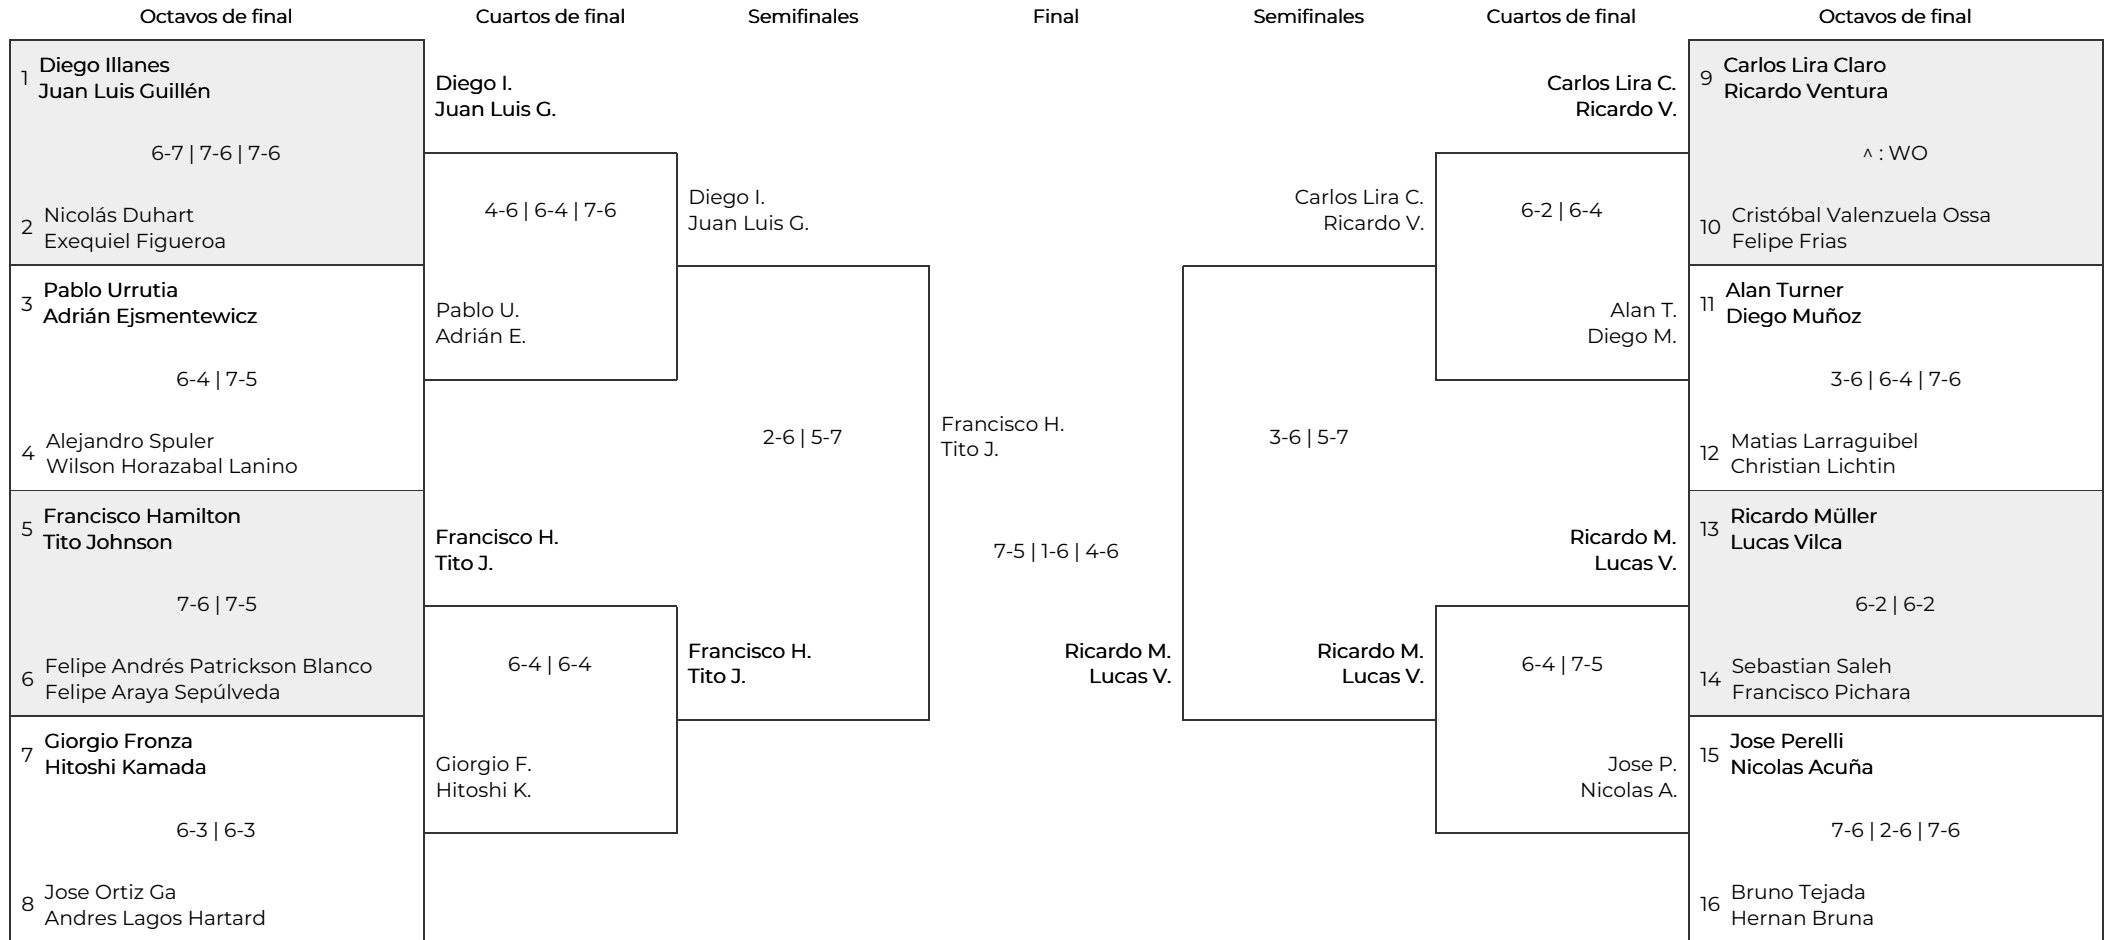 Octavos de final
Cuartos de final
Semifinales
Final
Semifinales
Cuartos de final
Octavos de final
1
Diego Illanes
Juan Luis Guillén
6-7 | 7-6 | 7-6
2
Nicolás Duhart
Exequiel Figueroa
3
Pablo Urrutia
Adrián Ejsmentewicz
6-4 | 7-5
4
Alejandro Spuler
Wilson Horazabal Lanino
5
Francisco Hamilton
Tito Johnson
7-6 | 7-5
6
Felipe Andrés Patrickson Blanco
Felipe Araya Sepúlveda
7
Giorgio Fronza
Hitoshi Kamada
6-3 | 6-3
8
Jose Ortiz Ga
Andres Lagos Hartard
Diego I.
Juan Luis G.
4-6 | 6-4 | 7-6
Pablo U.
Adrián E.
Francisco H.
Tito J.
6-4 | 6-4
Giorgio F.
Hitoshi K.
Diego I.
Juan Luis G.
2-6 | 5-7
Francisco H.
Tito J.
Francisco H.
Tito J.
7-5 | 1-6 | 4-6
Ricardo M.
Lucas V.
Carlos Lira C.
Ricardo V.
3-6 | 5-7
Ricardo M.
Lucas V.
Carlos Lira C.
Ricardo V.
6-2 | 6-4
Alan T.
Diego M.
Ricardo M.
Lucas V.
6-4 | 7-5
Jose P.
Nicolas A.
9
Carlos Lira Claro
Ricardo Ventura
^ : WO
10
Cristóbal Valenzuela Ossa
Felipe Frias
11
Alan Turner
Diego Muñoz
3-6 | 6-4 | 7-6
12
Matias Larraguibel
Christian Lichtin
13
Ricardo Müller
Lucas Vilca
6-2 | 6-2
14
Sebastian Saleh
Francisco Pichara
15
Jose Perelli
Nicolas Acuña
7-6 | 2-6 | 7-6
16
Bruno Tejada
Hernan Bruna